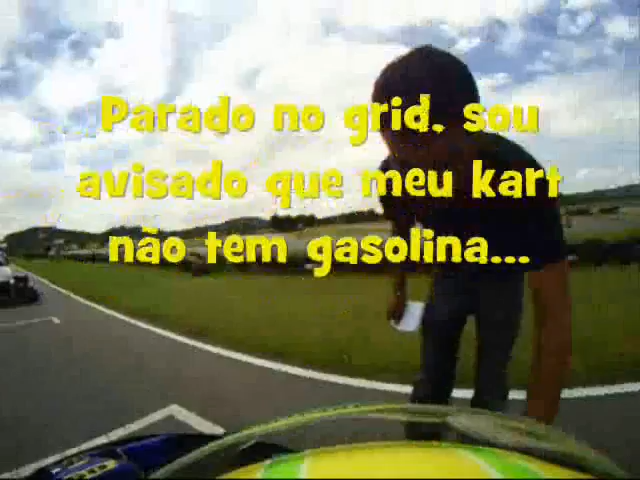 Parado no grid. sou
avisado que meu kart
não tem gasolina...